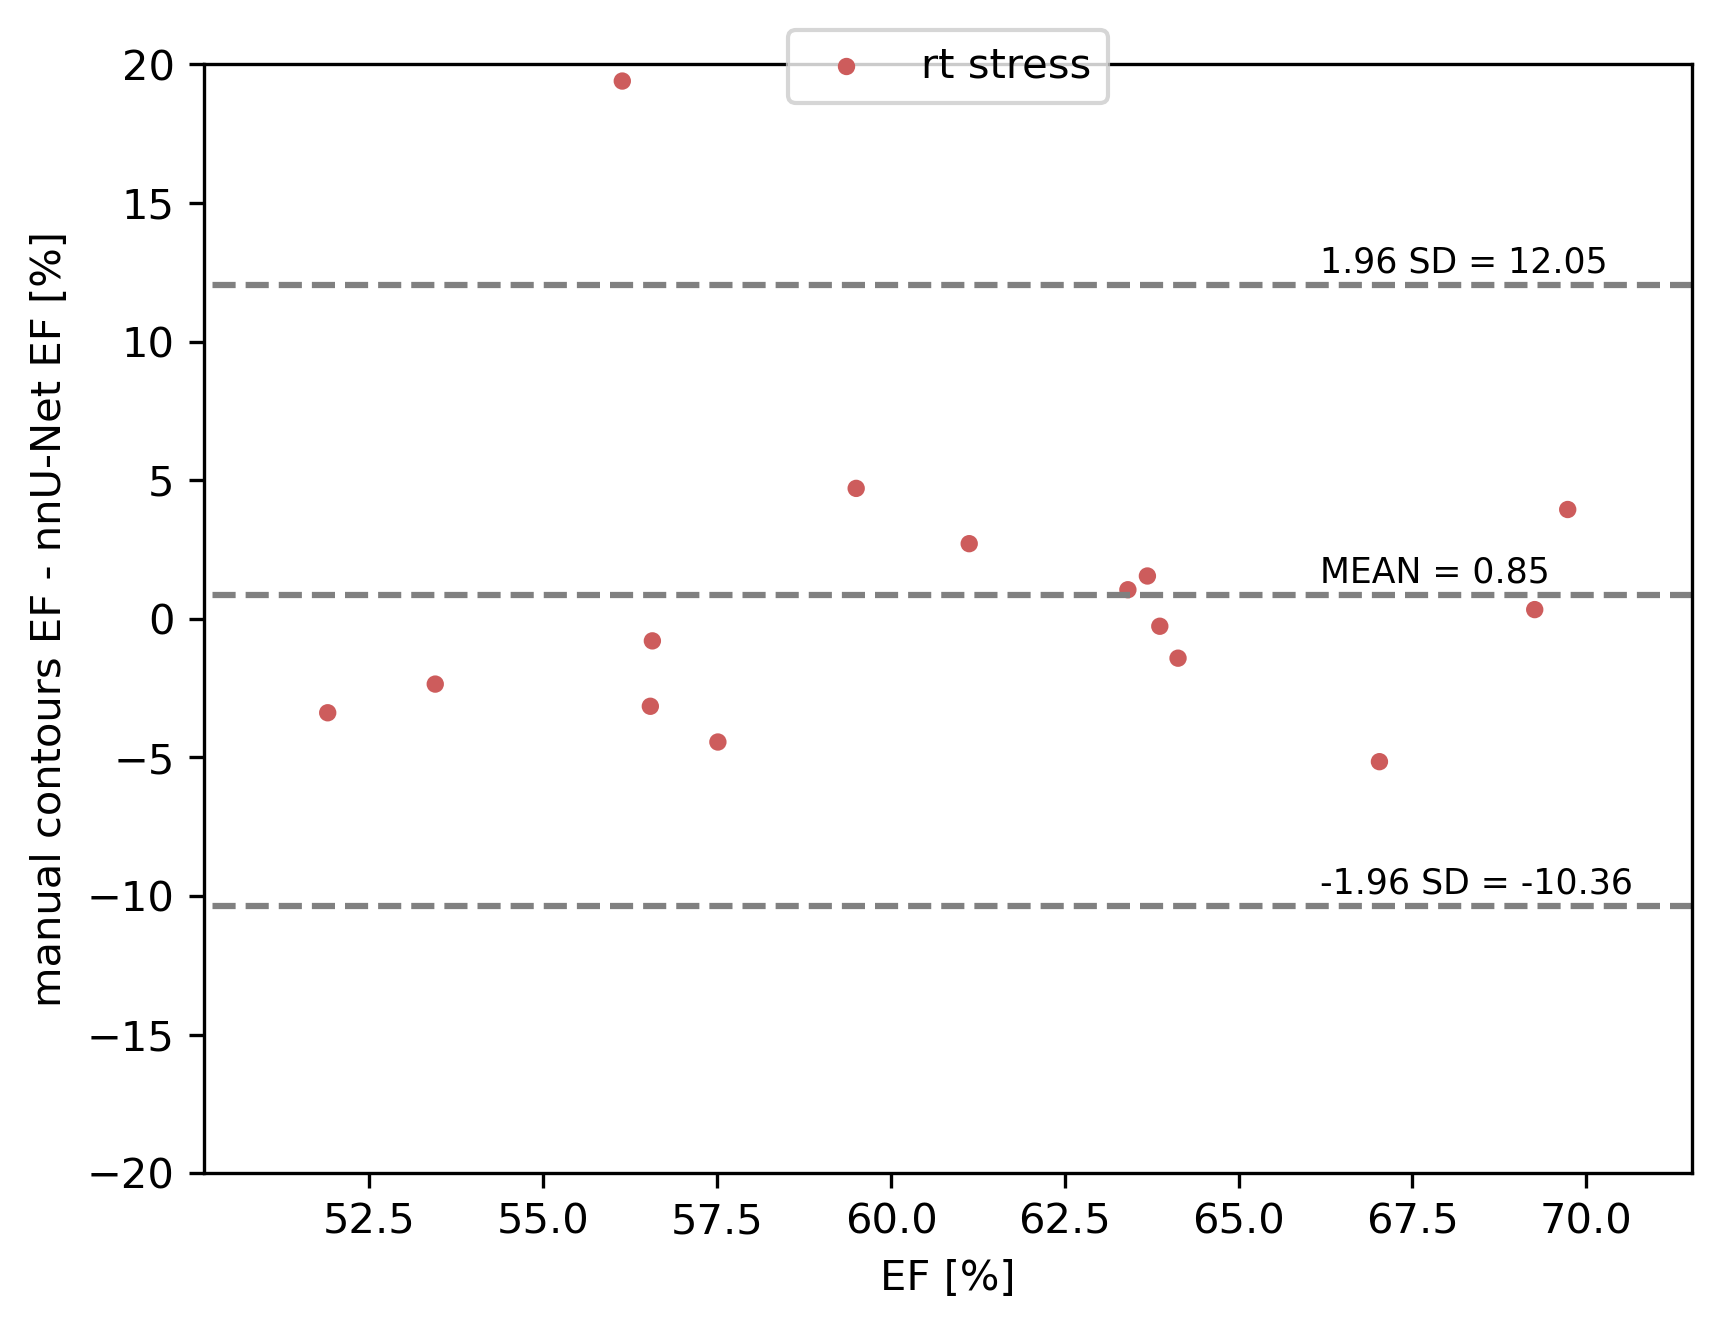 rt stress
20
15
10
5
0
−5
−10
−15
−20
manual contours EF - nnU-Net EF [%]
1.96 SD = 12.05
MEAN = 0.85
-1.96 SD = -10.36
52.5 55.0 57.5 60.0 62.5 65.0 67.5 70.0
EF [%]